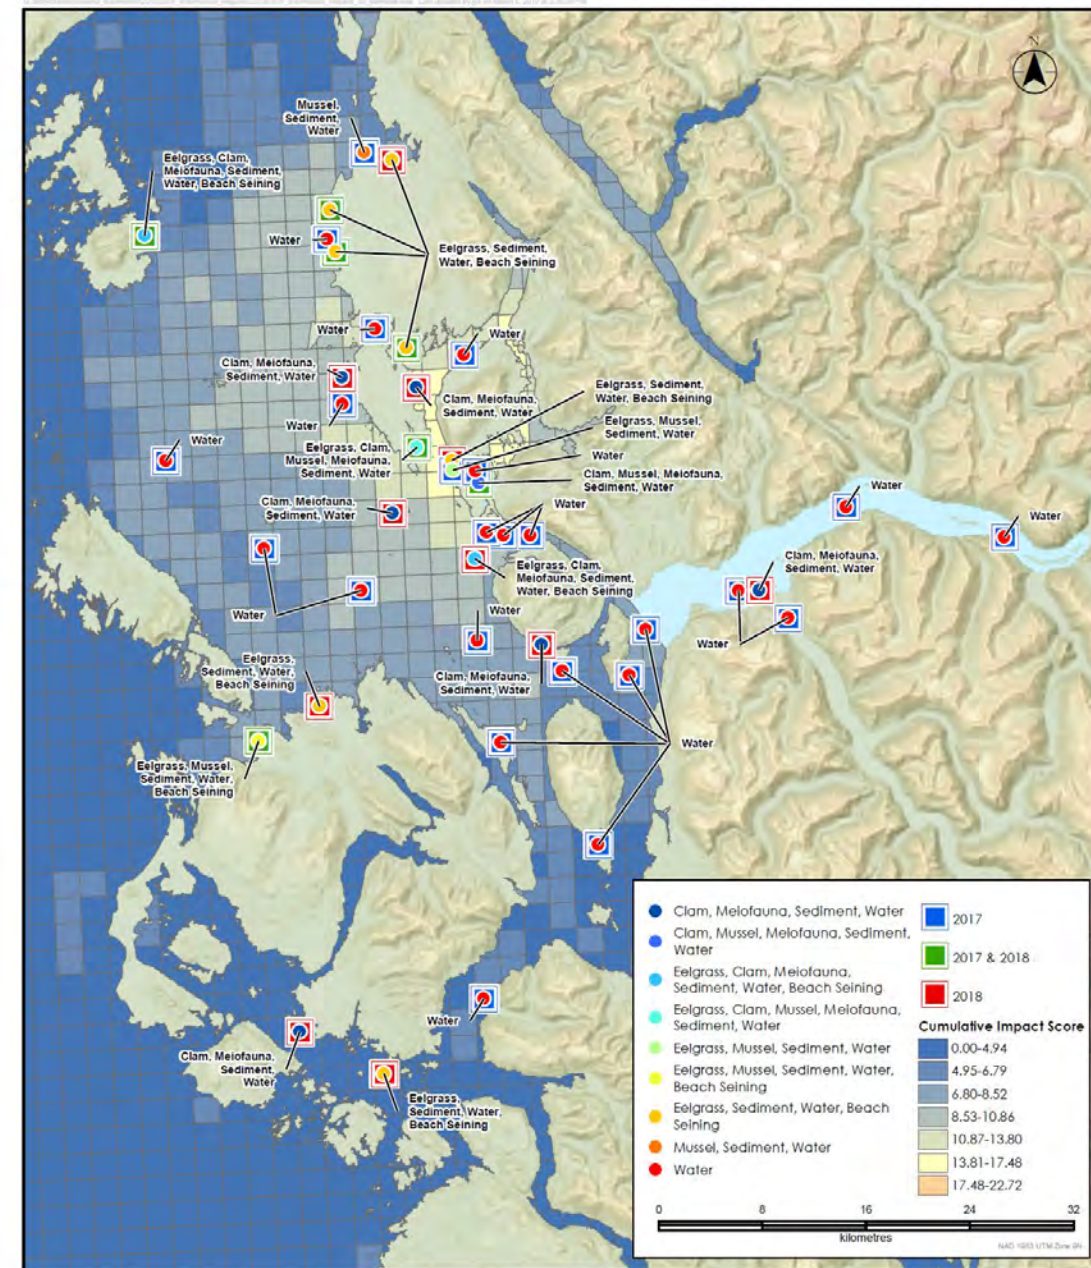 N
Mussel,
Sediment,
Water
Eelgrass, Clam,
Meiofauna, Sediment,
Water, Beach Seining
Water
Eelgrass, Sediment,
Water, Beach Seining
Water
Water
Clam, Meiofauna,
Sediment, Water
Clam, Meiofauna,
Sediment, Water
Eelgrass, Sediment,
Water, Beach Seining
Water
Eelgrass, Mussel,
Sediment, Water
Water
Eelgrass, Clam,
Mussel, Meiofauna,
Sediment, Water
Water
Clam, Mussel, Meiofauna,
Sediment, Water
Clam, Meiofauna,
Sediment, Water
Water
Water
Water
Clam, Meiofauna,
Sediment, Water
Eelgrass, Clam,
Meiofauna, Sediment,
Water, Beach Seining
Water
Water
Water
Eelgrass,
Sediment, Water,
Beach Seining
Clam, Meiofauna,
Sediment, Water
Water
Eelgrass, Mussel,
Sediment, Water,
Beach Seining
Water
Clam, Meiofauna,
Sediment,
Water
Eelgrass,
Sediment, Water,
Beach Seining
Clam, Meiofauna, Sediment, Water
Clam, Mussel, Meiofauna, Sediment,
Water
Eelgrass, Clam, Meiofauna,
Sediment, Water, Beach Seining
Eelgrass, Clam, Mussel, Meiofauna,
Sediment, Water
Eelgrass, Mussel, Sediment, Water
Eelgrass, Mussel, Sediment, Water,
Beach Seining
Eelgrass, Sediment, Water, Beach
Seining
Mussel, Sediment, Water
Water
2017
2017 & 2018
2018
Cumulative Impact Score
0.00-4.94
4.95-6.79
6.80-8.52
8.53-10.86
10.87-13.80
13.81-17.48
17.48-22.72
0 8 16 24 32
kilometres
NAD 1983 UTM Zone 9N